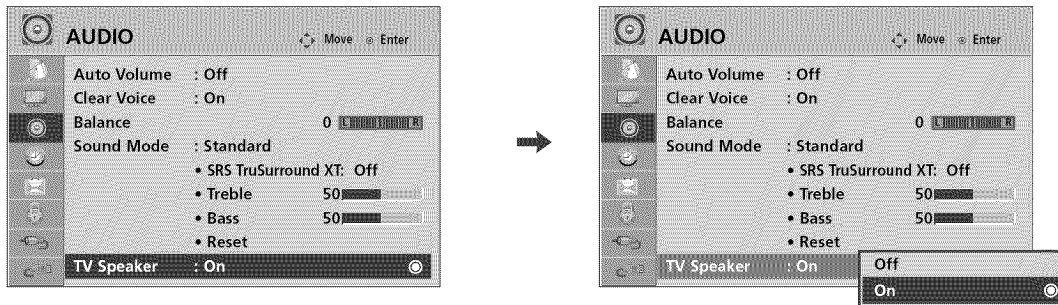 AUDIO Move Enter
Auto Volume : Off
Clear Voice : On
Balance 0 L R
Sound Mode : Standard
• SRS TruSurround XT: Off
• Treble 50
• Bass 50
• Reset
TV Speaker : On
AUDIO Move Enter
Auto Volume : Off
Clear Voice : On
Balance 0 L R
Sound Mode : Standard
• SRS TruSurround XT: Off
• Treble 50
• Bass 50
• Reset
TV Speaker : On
Off
On